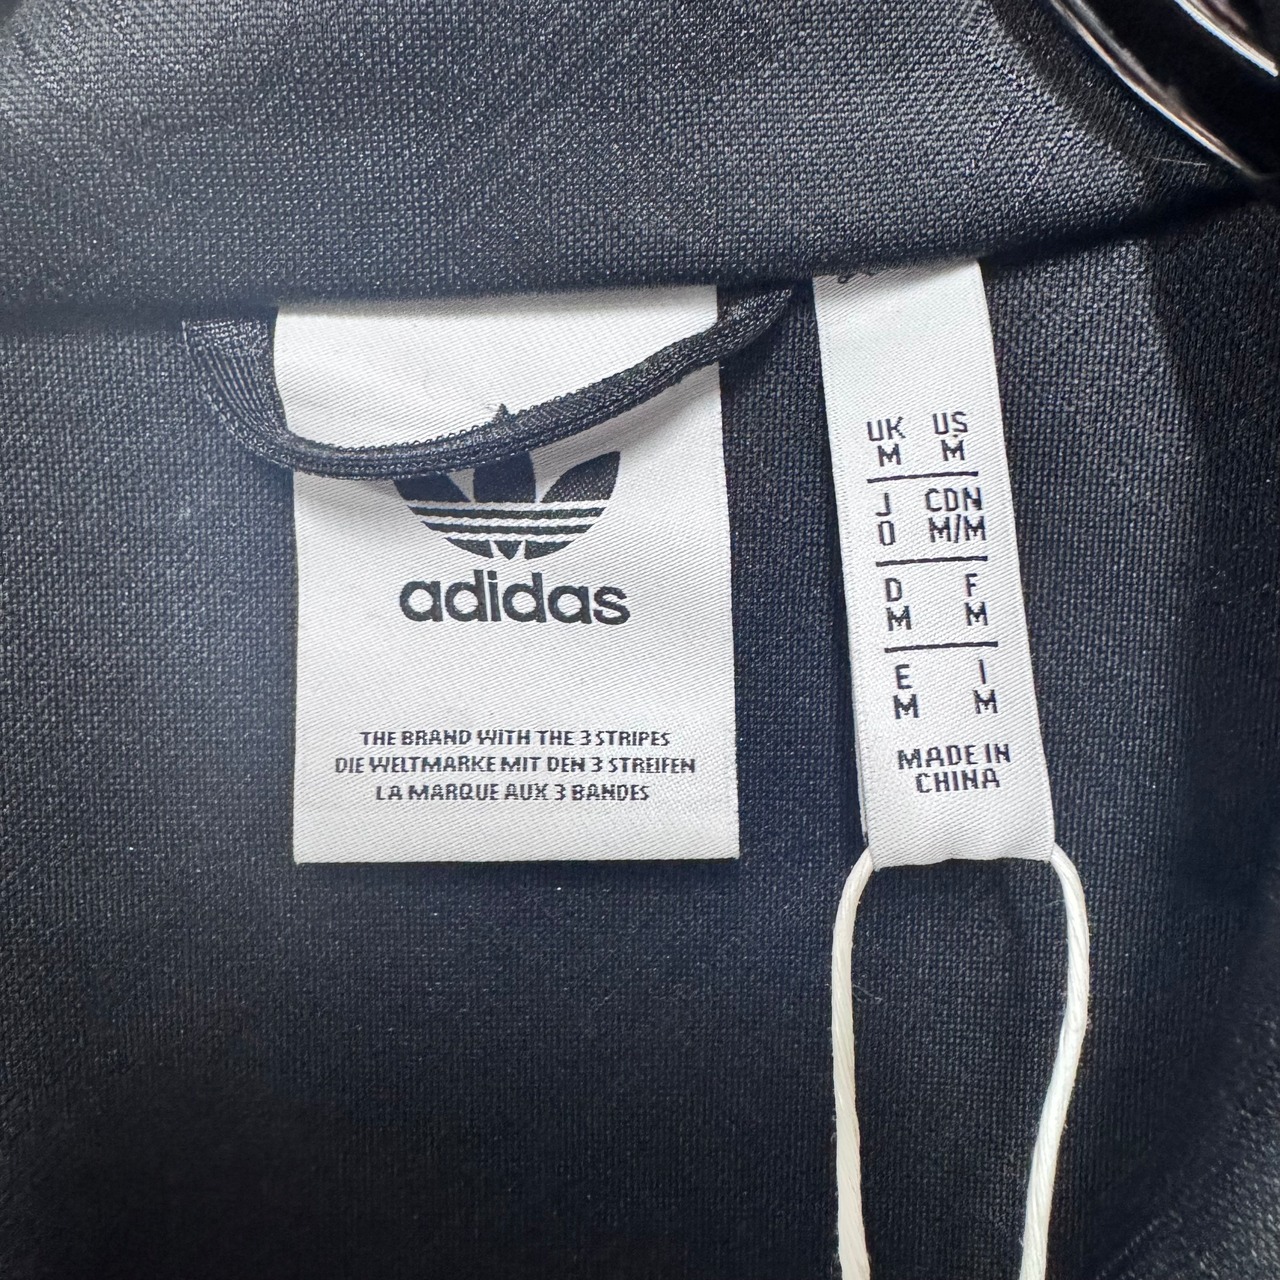 adidas
THE BRAND WITH THE 3 STRIPES
DIE WELTMARKE MIT DEN 3 STREIFEN
LA MARQUE AUX 3 BANDES
UK US
M M
J CDN
O M/M
D F
M M
E I
M M
MADE IN
CHINA